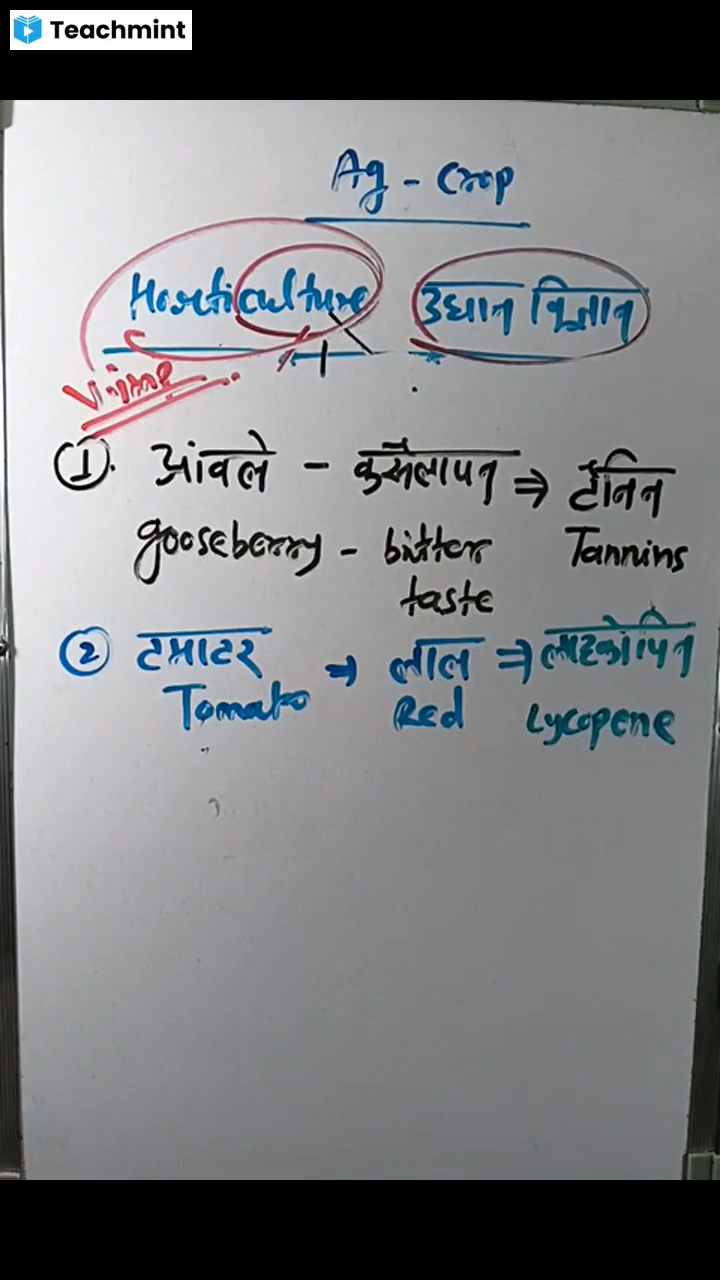 Teachmint
Ag - Crop
Horticulture उद्यान विज्ञान
V. imp
① आंवले - कसैलापन ⇒ टैनिन
gooseberry - bitter Tannins
taste
② टमाटर ⇒ लाल ⇒ लाइकोपिन
Tomato Red Lycopene